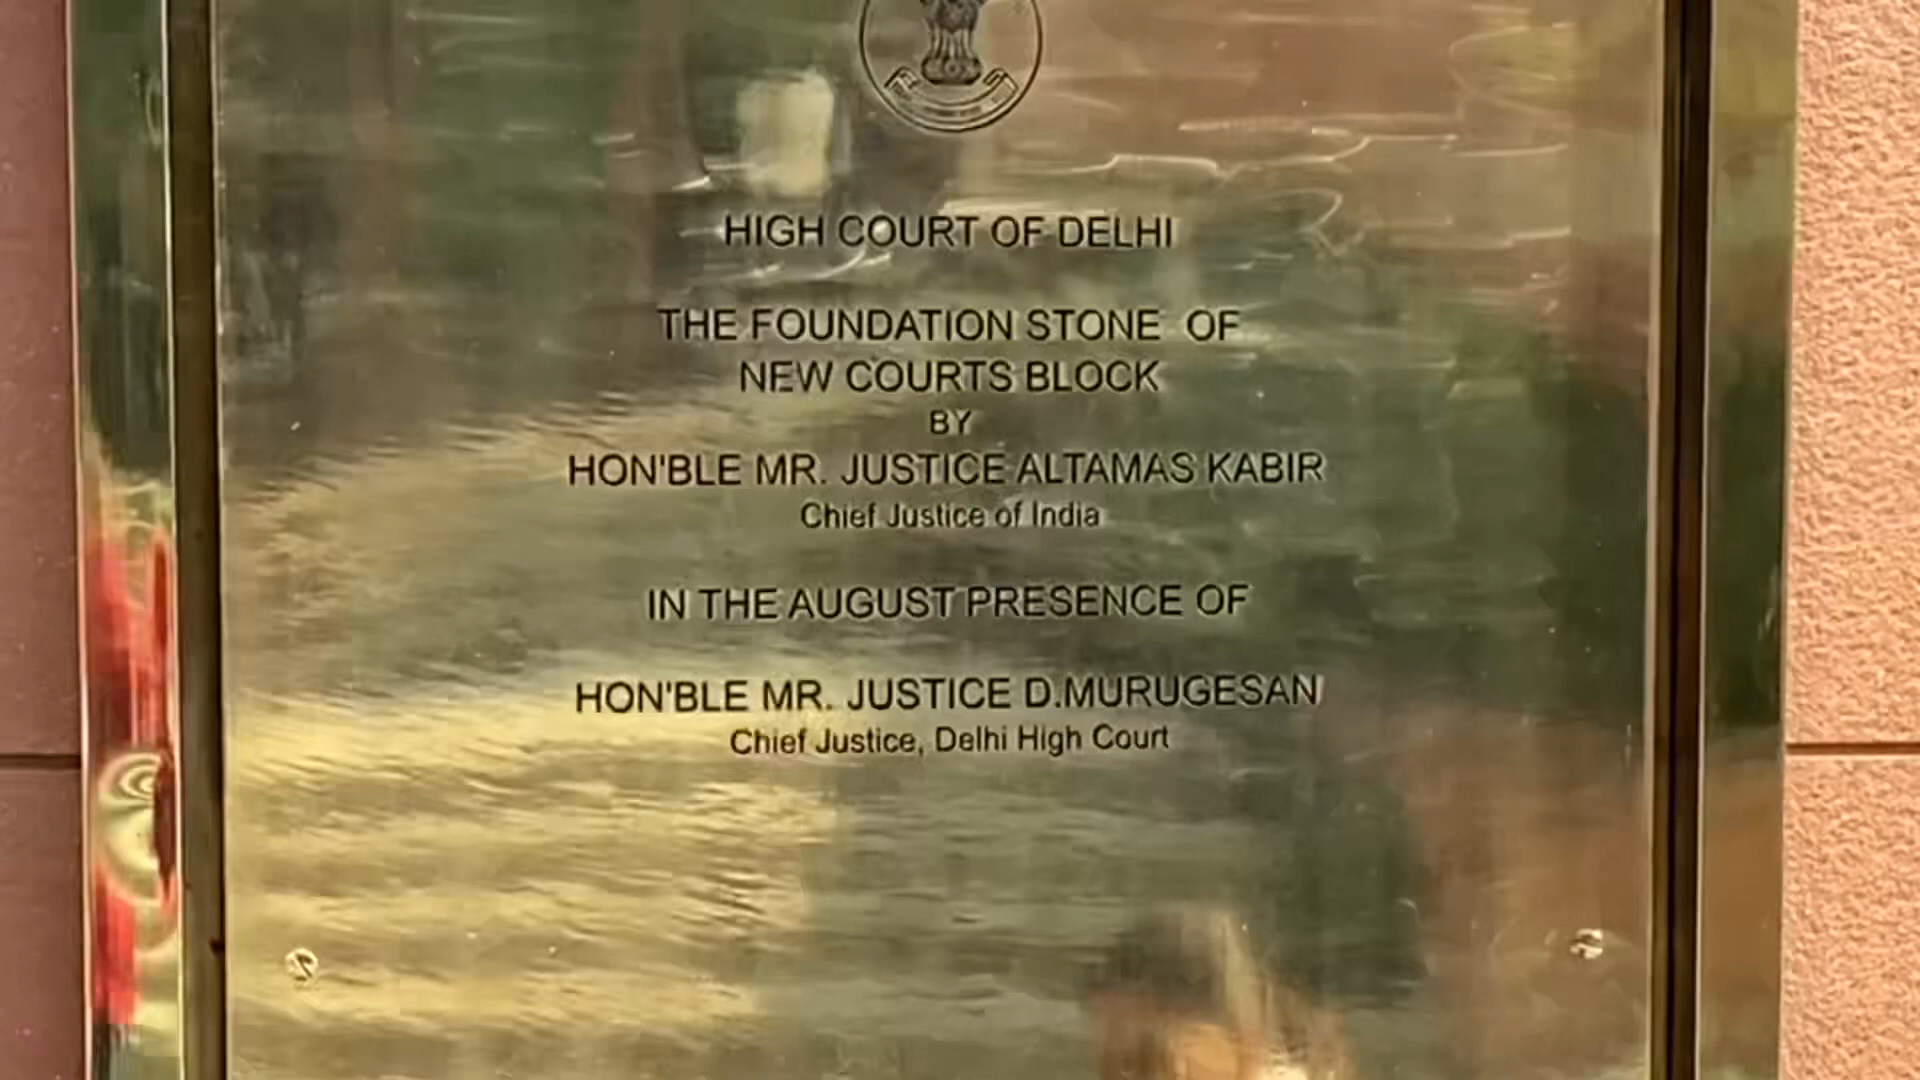 HIGH COURT OF DELHI
THE FOUNDATION STONE OF
NEW COURTS BLOCK
BY
HON'BLE MR. JUSTICE ALTAMAS KABIR
Chief Justice of India
IN THE AUGUST PRESENCE OF
HON'BLE MR. JUSTICE D.MURUGESAN
Chief Justice, Delhi High Court